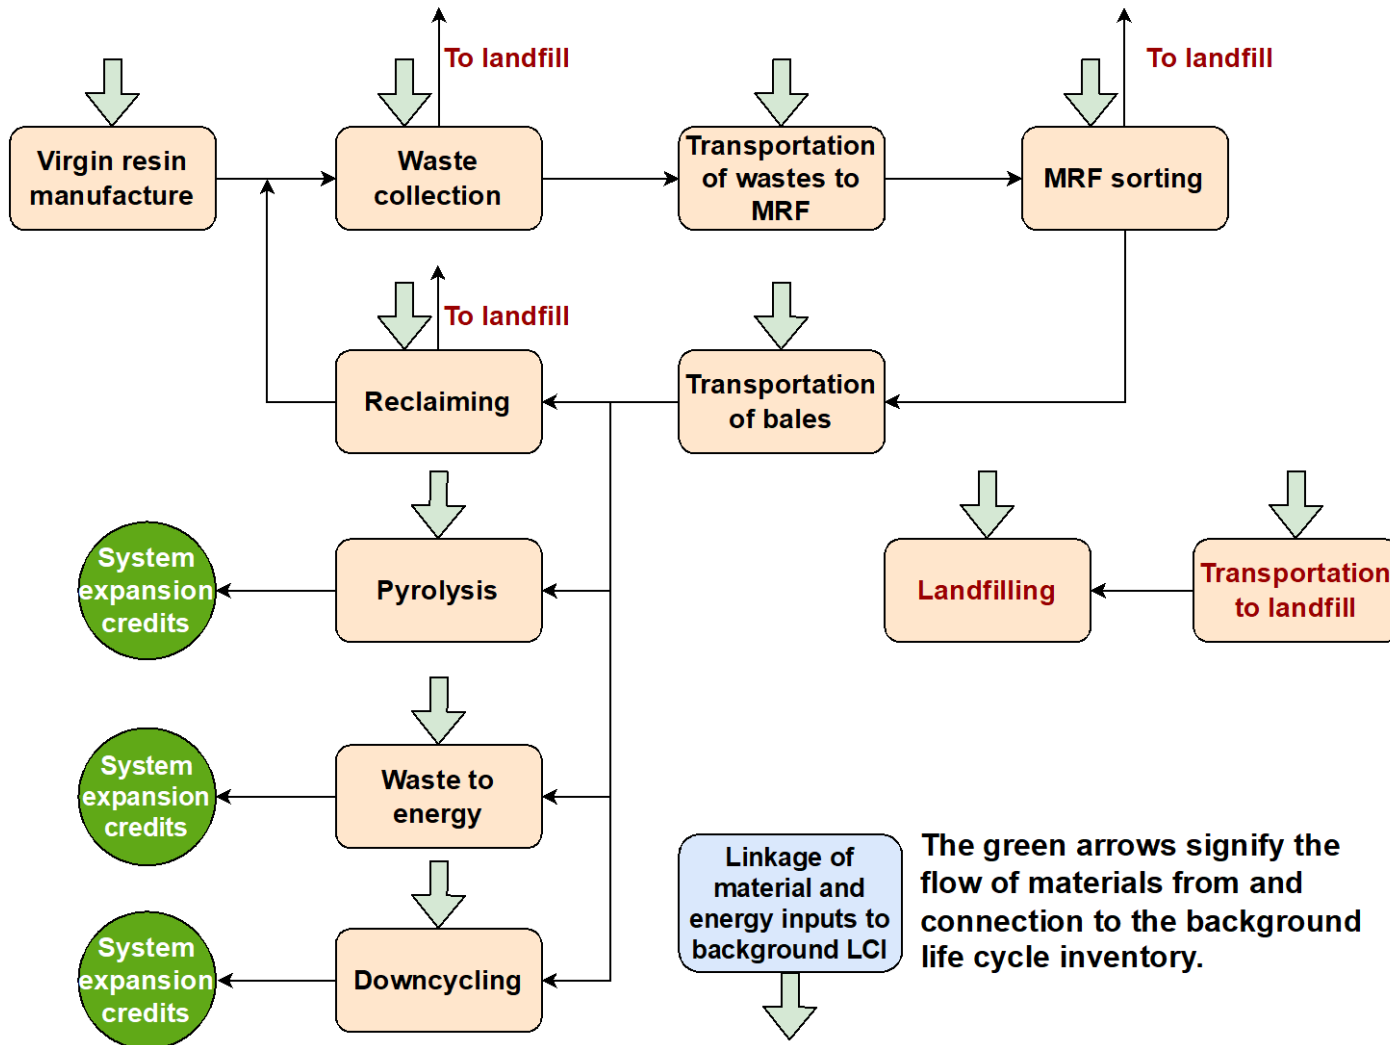 To landfill
To landfill
Virgin resin
manufacture
Waste
collection
Transportation
of wastes to
MRF
MRF sorting
To landfill
Reclaiming
Transportation
of bales
System
expansion
credits
Pyrolysis
Landfilling
Transportation
to landfill
System
expansion
credits
Waste to
energy
Linkage of
material and
energy inputs to
background LCI
The green arrows signify the
flow of materials from and
connection to the background
life cycle inventory.
System
expansion
credits
Downcycling